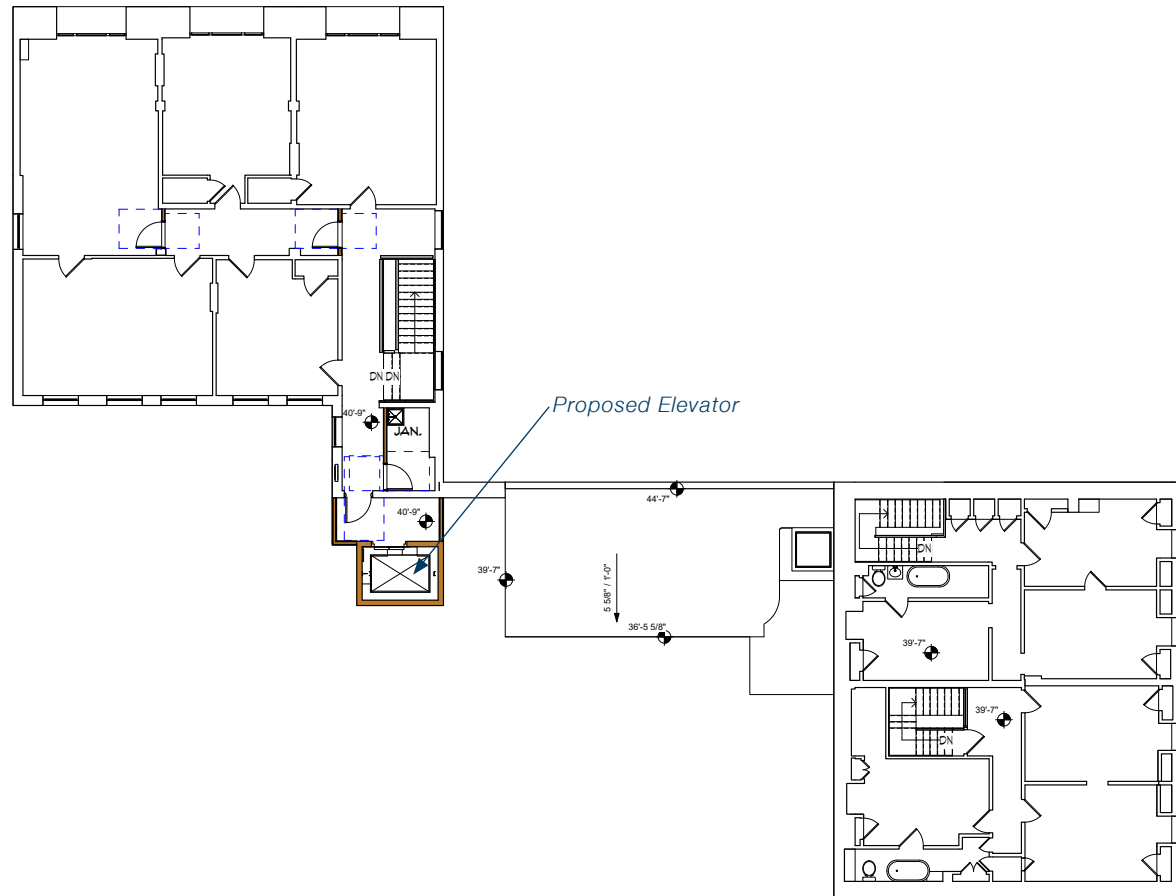 DN DN
Proposed Elevator
40'-9"
JAN.
44'-7"
40'-9"
DN
39'-7"
5 5/8" / 1'-0"
36'-5 5/8"
39'-7"
39'-7"
DN